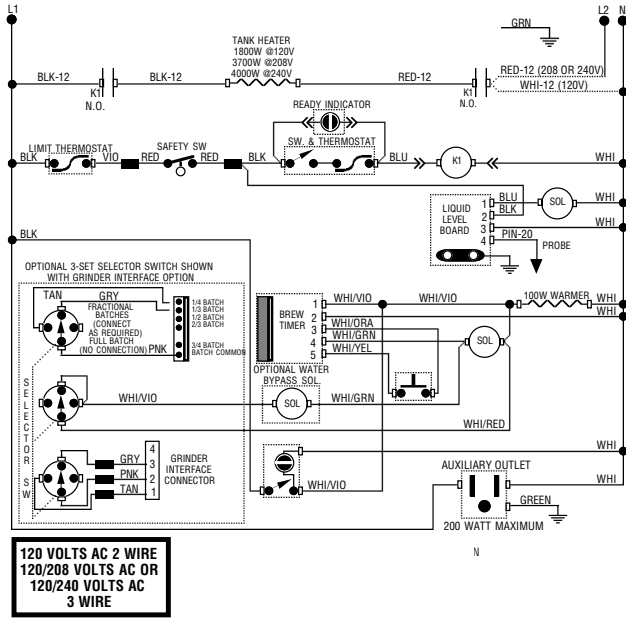 L1
L2 N
GRN
TANK HEATER
1800W @120V
3700W @208V
4000W @240V
BLK-12
K1
N.O.
BLK-12
RED-12
K1
N.O.
RED-12 (208 OR 240V)
WHI-12 (120V)
READY INDICATOR
LIMIT THERMOSTAT
SAFETY SW
SW. & THERMOSTAT
BLK
VIO
RED
RED
BLK
BLU
K1
WHI
LIQUID
LEVEL
BOARD
1
2
3
4
BLU
BLK
SOL
WHI
WHI
PIN-20
PROBE
BLK
OPTIONAL 3-SET SELECTOR SWITCH SHOWN
WITH GRINDER INTERFACE OPTION
TAN
GRY
FRACTIONAL
BATCHES
(CONNECT
AS REQUIRED)
FULL BATCH
(NO CONNECTION)
PNK
1/4 BATCH
1/3 BATCH
1/2 BATCH
2/3 BATCH
3/4 BATCH
BATCH COMMON
BREW
TIMER
1
2
3
4
5
WHI/VIO
WHI/VIO
100W WARMER
WHI
WHI
WHI/ORA
WHI/GRN
WHI/YEL
SOL
OPTIONAL WATER
BYPASS SOL.
SOL
WHI/VIO
WHI/GRN
WHI/RED
SELECTOR SW
GRY
PNK
TAN
4
3
2
1
GRINDER
INTERFACE
CONNECTOR
WHI/VIO
WHI
AUXILIARY OUTLET
WHI
GREEN
200 WATT MAXIMUM
N
120 VOLTS AC 2 WIRE
120/208 VOLTS AC OR
120/240 VOLTS AC
3 WIRE